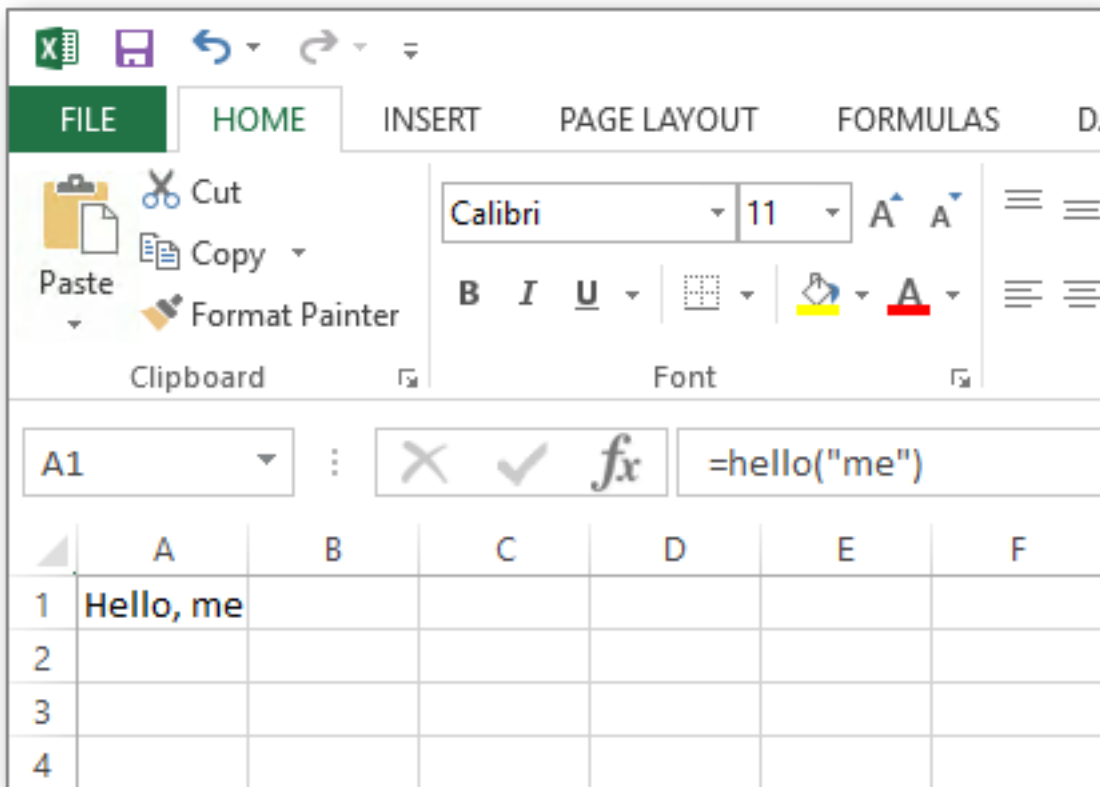 FILE HOME INSERT PAGE LAYOUT FORMULAS
Cut
Copy
Paste
Format Painter
Clipboard
Calibri 11
B I U A
Font
A1 fx =hello("me")
A B C D E F
1 Hello, me
2
3
4